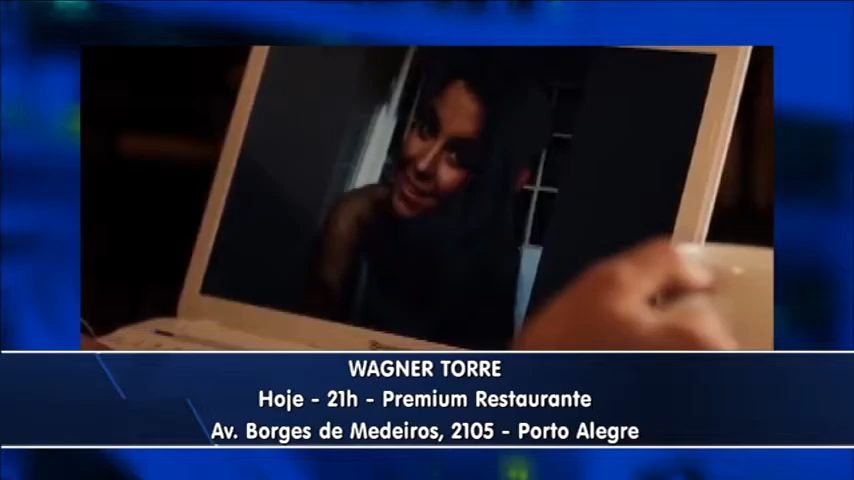 WAGNER TORRE
Hoje - 21h - Premium Restaurante
Av. Borges de Medeiros, 2105 - Porto Alegre